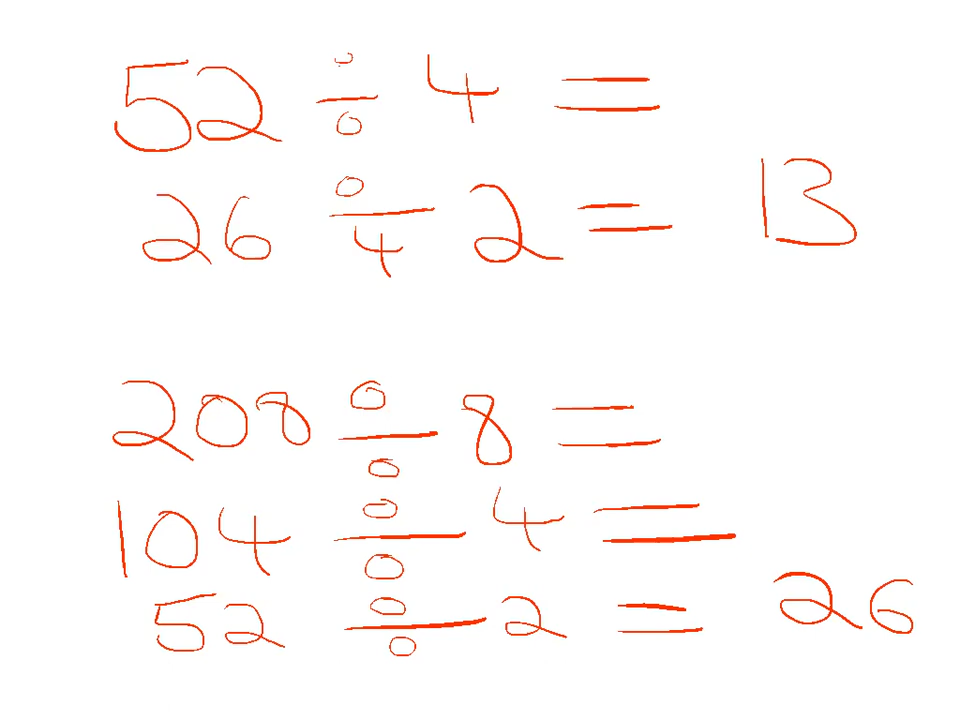 52 ÷ 4 =
26 ÷ 2 = 13
208 ÷ 8 =
104 ÷ 4 =
52 ÷ 2 = 26